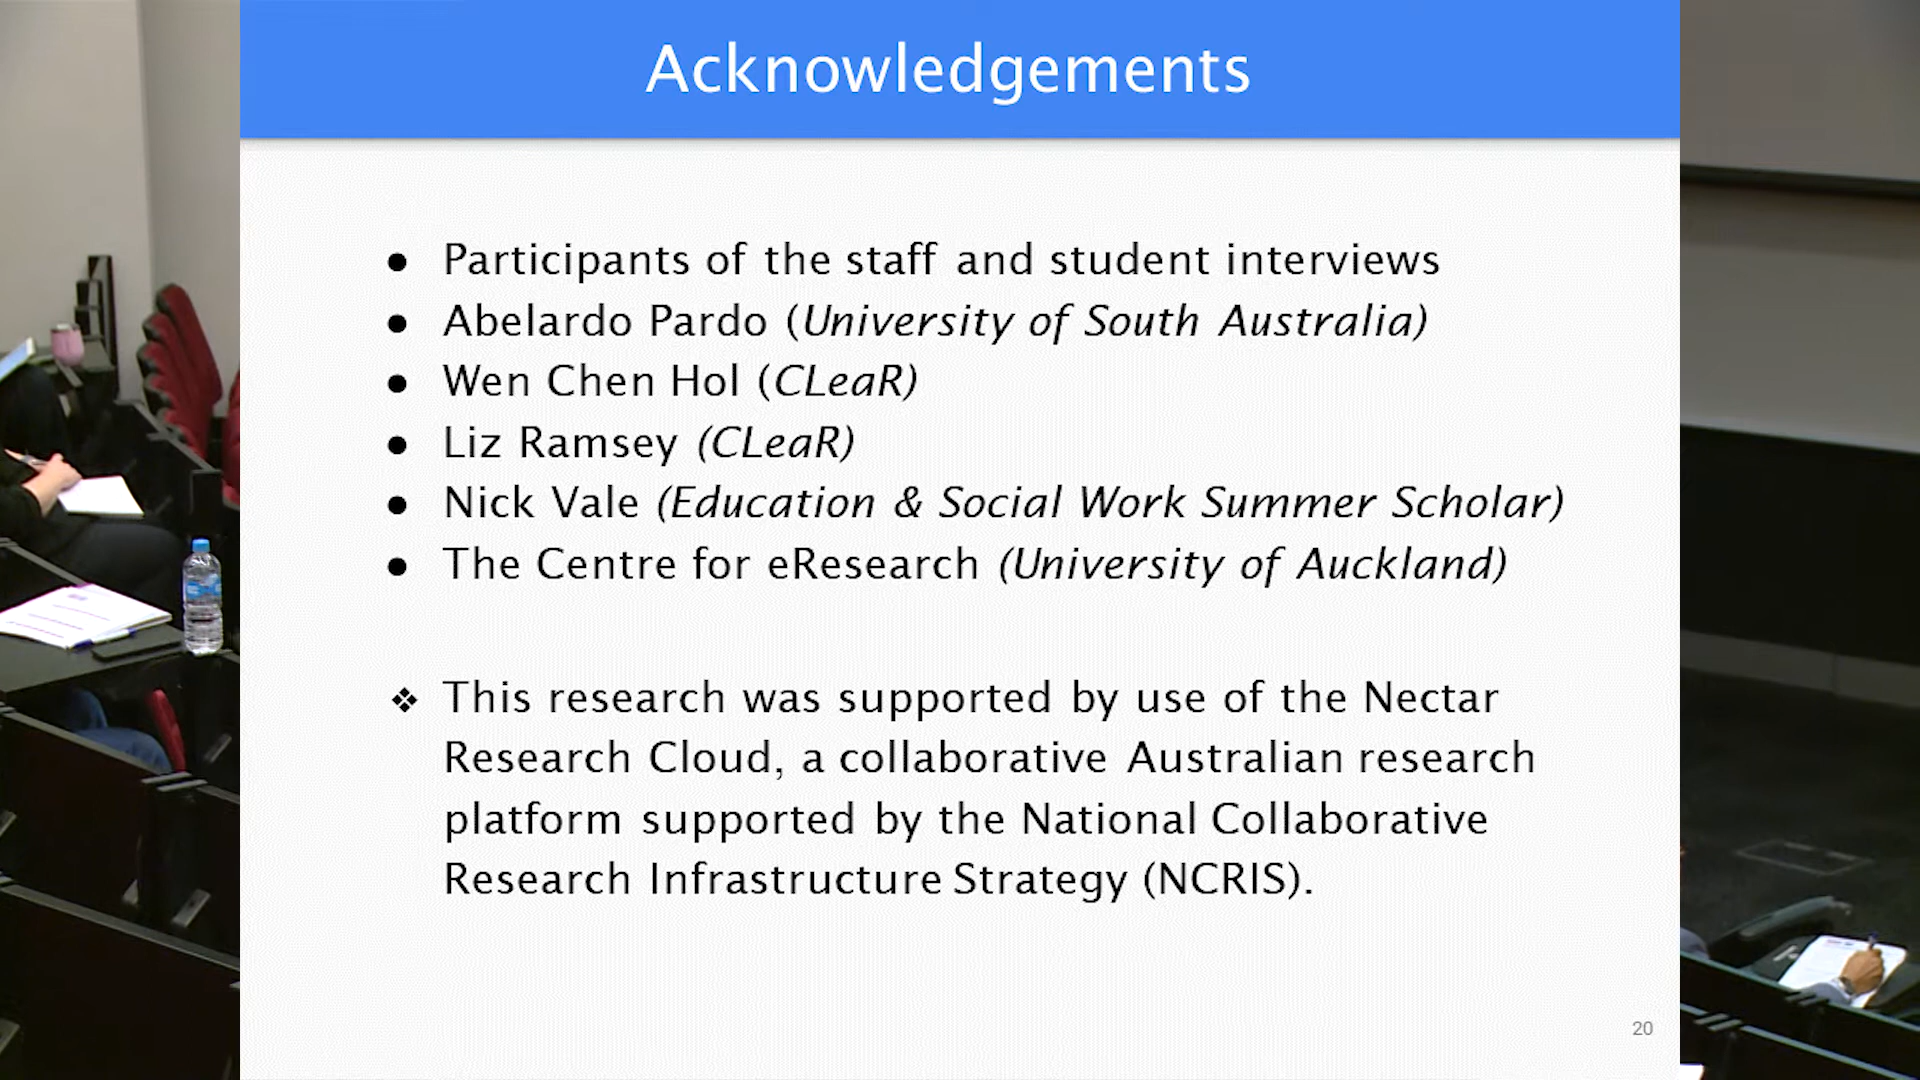 Acknowledgements
● Participants of the staff and student interviews
● Abelardo Pardo (University of South Australia)
● Wen Chen Hol (CLeaR)
● Liz Ramsey (CLeaR)
● Nick Vale (Education & Social Work Summer Scholar)
● The Centre for eResearch (University of Auckland)
❖ This research was supported by use of the Nectar
Research Cloud, a collaborative Australian research
platform supported by the National Collaborative
Research Infrastructure Strategy (NCRIS).
20